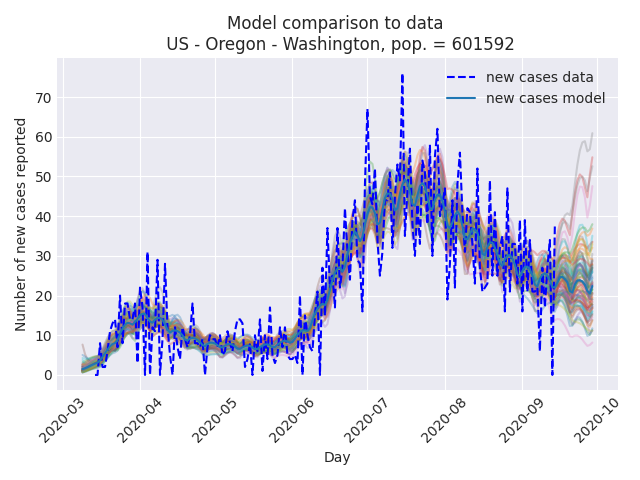 Model comparison to data
US - Oregon - Washington, pop. = 601592
new cases data
new cases model
Number of new cases reported
70
60
50
40
30
20
10
0
2020-03
2020-04
2020-05
2020-06
2020-07
2020-08
2020-09
2020-10
Day